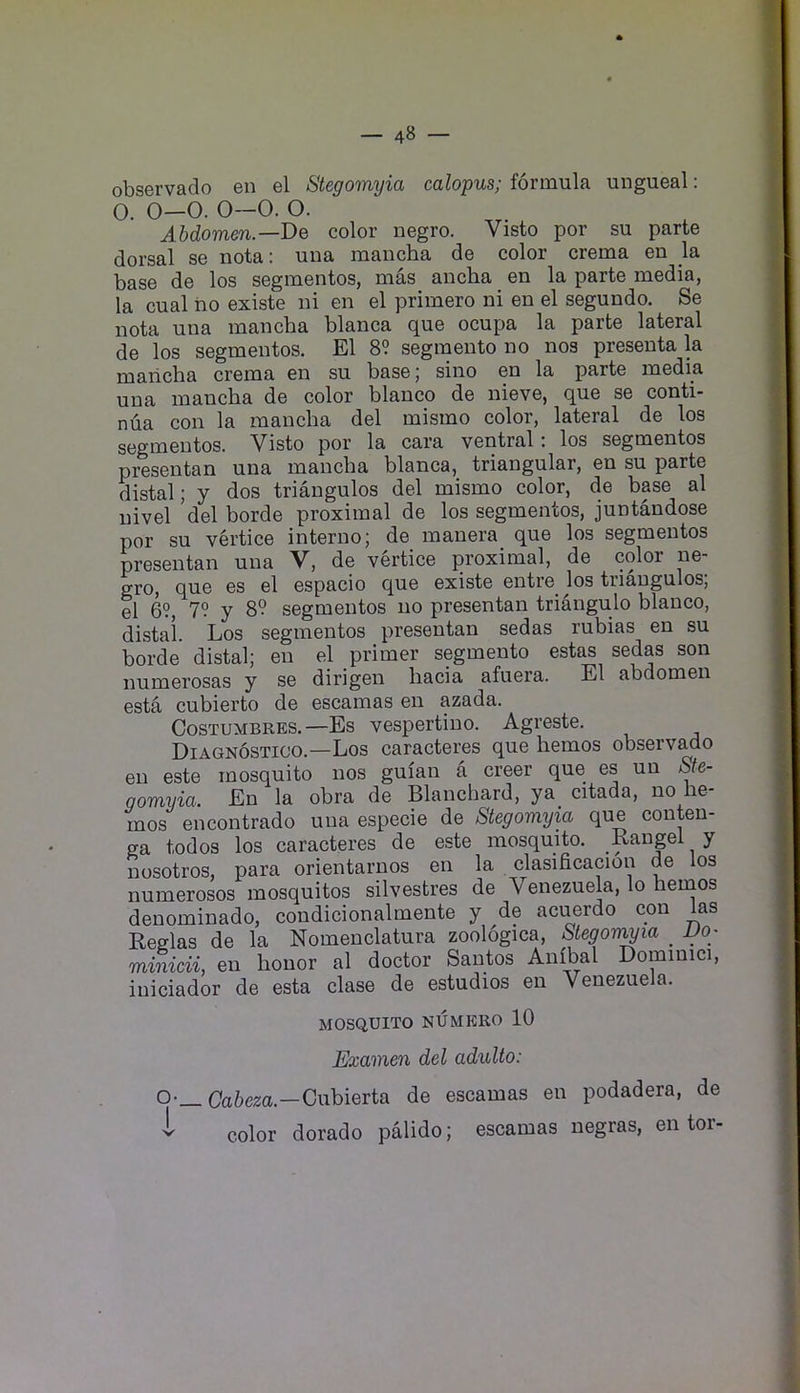 — 48 —
observado en el Stegomyia calopus; fórmula ungueal:
O. O—O. O—O. O.
Abdomen.—De color negro. Visto por su parte
dorsal se nota: una mancha de color crema en la
base de los segmentos, más ancha en la parte media,
la cual no existe ni en el primero ni en el segundo. Se
nota una mancha blanca que ocupa la parte lateral
de los segmentos. El 8º segmento no nos presenta la
mancha crema en su base; sino en la parte media
una mancha de color blanco de nieve, que se conti-
núa con la mancha del mismo color, lateral de los
segmentos. Visto por la cara ventral: los segmentos
presentan una mancha blanca, triangular, en su parte
distal; y dos triángulos del mismo color, de base al
nivel del borde proximal de los segmentos, juntándose
por su vértice interno; de manera que los segmentos
presentan una V, de vértice proximal, de color ne-
gro, que es el espacio que existe entre los triángulos;
el 6º, 7º y 8º segmentos no presentan triángulo blanco,
distal. Los segmentos presentan sedas rubias en su
borde distal; en el primer segmento estas sedas son
numerosas y se dirigen hacia afuera. El abdomen
está cubierto de escamas en azada.
COSTUMBRES.—Es vespertino. Agreste.
DIAGNÓSTICO.—Los caracteres que hemos observado
en este mosquito nos guían á creer que es un Ste-
gomyia. En la obra de Blanchard, ya citada, no he-
mos encontrado una especie de Stegomyia que conten-
ga todos los caracteres de este mosquito. Rangel y
nosotros, para orientarnos en la clasificación de los
numerosos mosquitos silvestres de Venezuela, lo hemos
denominado, condicionalmente y de acuerdo con las
Reglas de la Nomenclatura zoológica, Stegomyia Do-
minicii, en honor al doctor Santos Aníbal Dominici,
iniciador de esta clase de estudios en Venezuela.
MOSQUITO NÚMERO 10
Examen del adulto:
♀.—Cabeza.—Cubierta de escamas en podadera, de
color dorado pálido; escamas negras, en tor-